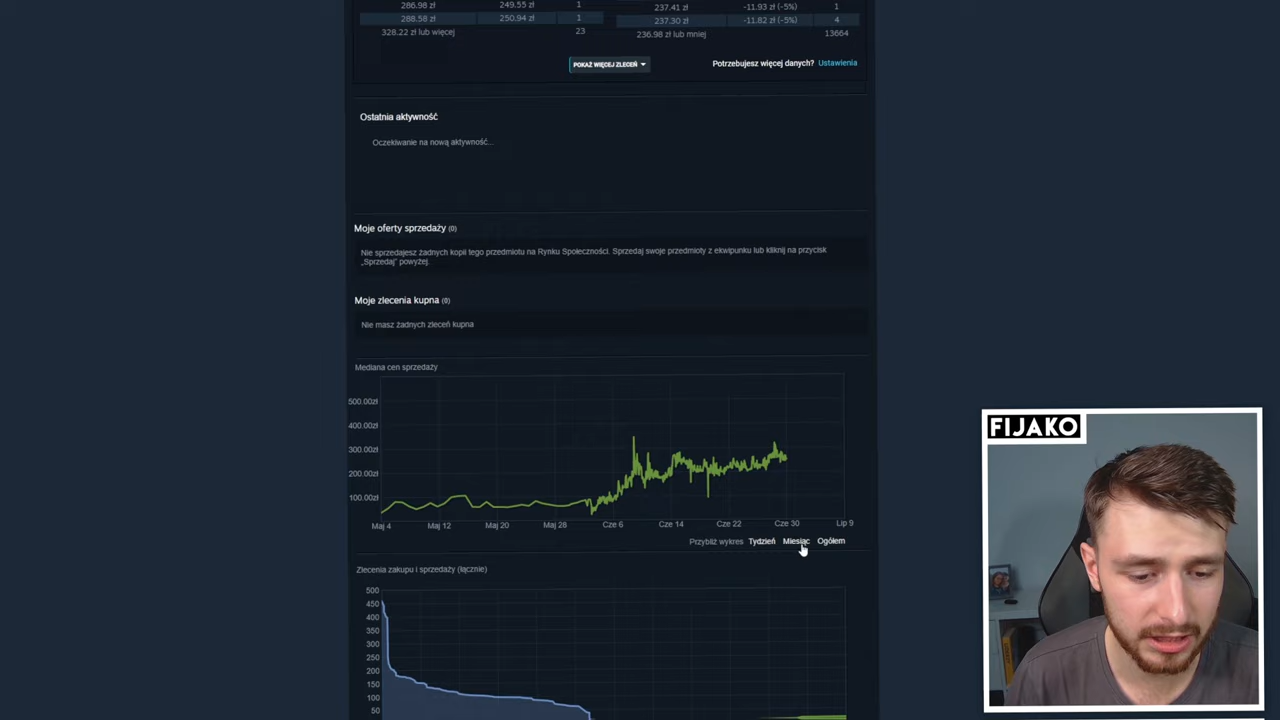 286.98 zł 249.55 zł 1 237.41 zł -11.93 zł (-5%) 1
288.58 zł 250.94 zł 1 237.30 zł -11.82 zł (-5%) 4
328.22 zł lub więcej 23 236.98 zł lub mniej 13664
POKAŻ WIĘCEJ ZLECEŃ Potrzebujesz więcej danych? Ustawienia
Ostatnia aktywność
Oczekiwanie na nową aktywność...
Moje oferty sprzedaży (0)
Nie sprzedajesz żadnych kopii tego przedmiotu na Rynku Społeczności. Sprzedaj swoje przedmioty z ekwipunku lub kliknij na przycisk
„Sprzedaj” powyżej.
Moje zlecenia kupna (0)
Nie masz żadnych zleceń kupna
Mediana cen sprzedaży
500.00zł
400.00zł
300.00zł
200.00zł
100.00zł
Maj 4 Maj 12 Maj 20 Maj 28 Cze 6 Cze 14 Cze 22 Cze 30 Lip 9
Przybliż wykres Tydzień Miesiąc Ogółem
FIJAKO
Zlecenia zakupu i sprzedaży (łącznie)
500
450
400
350
300
250
200
150
100
50